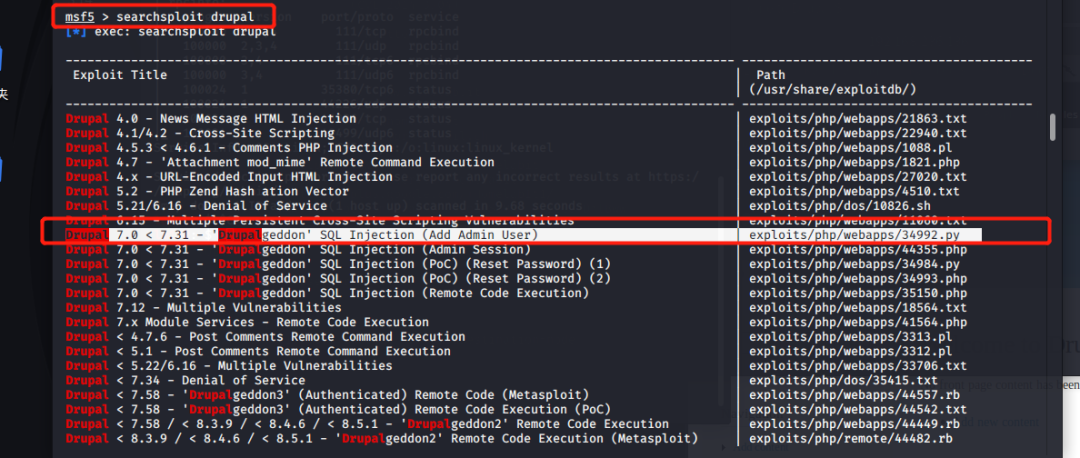 msf5 > searchsploit drupal
[*] exec: searchsploit drupal
Exploit Title | Path
| (/usr/share/exploitdb/)
Drupal 4.0 - News Message HTML Injection | exploits/php/webapps/21863.txt
Drupal 4.1/4.2 - Cross-Site Scripting | exploits/php/webapps/22940.txt
Drupal 4.5.3 < 4.6.1 - Comments PHP Injection | exploits/php/webapps/1088.pl
Drupal 4.7 - 'Attachment mod_mime' Remote Command Execution | exploits/php/webapps/1821.php
Drupal 4.x - URL-Encoded Input HTML Injection | exploits/php/webapps/27020.txt
Drupal 5.2 - PHP Zend Hash ation Vector | exploits/php/webapps/4510.txt
Drupal 5.21/6.16 - Denial of Service | exploits/php/dos/10826.sh
Drupal 6.15 - Multiple Persistent Cross-Site Scripting Vulnerabilities | exploits/php/webapps/11060.txt
Drupal 7.0 < 7.31 - 'Drupalgeddon' SQL Injection (Add Admin User) | exploits/php/webapps/34992.py
Drupal 7.0 < 7.31 - 'Drupalgeddon' SQL Injection (Admin Session) | exploits/php/webapps/44355.php
Drupal 7.0 < 7.31 - 'Drupalgeddon' SQL Injection (PoC) (Reset Password) (1) | exploits/php/webapps/34984.py
Drupal 7.0 < 7.31 - 'Drupalgeddon' SQL Injection (PoC) (Reset Password) (2) | exploits/php/webapps/34993.php
Drupal 7.0 < 7.31 - 'Drupalgeddon' SQL Injection (Remote Code Execution) | exploits/php/webapps/35150.php
Drupal 7.12 - Multiple Vulnerabilities | exploits/php/webapps/18564.txt
Drupal 7.x Module Services - Remote Code Execution | exploits/php/webapps/41564.php
Drupal < 4.7.6 - Post Comments Remote Command Execution | exploits/php/webapps/3313.pl
Drupal < 5.1 - Post Comments Remote Command Execution | exploits/php/webapps/3312.pl
Drupal < 5.22/6.16 - Multiple Vulnerabilities | exploits/php/webapps/33706.txt
Drupal < 7.34 - Denial of Service | exploits/php/dos/35415.txt
Drupal < 7.58 - 'Drupalgeddon3' (Authenticated) Remote Code (Metasploit) | exploits/php/webapps/44557.rb
Drupal < 7.58 - 'Drupalgeddon3' (Authenticated) Remote Code Execution (PoC) | exploits/php/webapps/44542.txt
Drupal < 7.58 / < 8.3.9 / < 8.4.6 / < 8.5.1 - 'Drupalgeddon2' Remote Code Execution | exploits/php/webapps/44449.rb
Drupal < 8.3.9 / < 8.4.6 / < 8.5.1 - 'Drupalgeddon2' Remote Code Execution (Metasploit) | exploits/php/remote/44482.rb